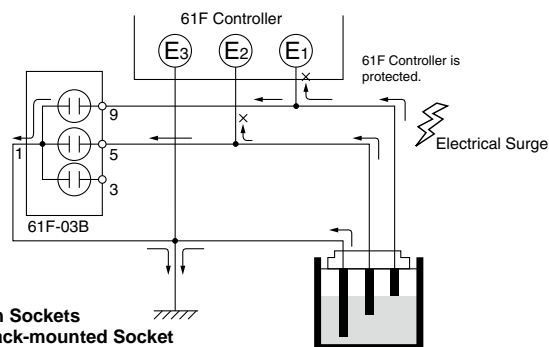 61F Controller
E3 E2 E1
61F Controller is
protected.
9
Electrical Surge
1
5
3
61F-03B
n Sockets
ack-mounted Socket